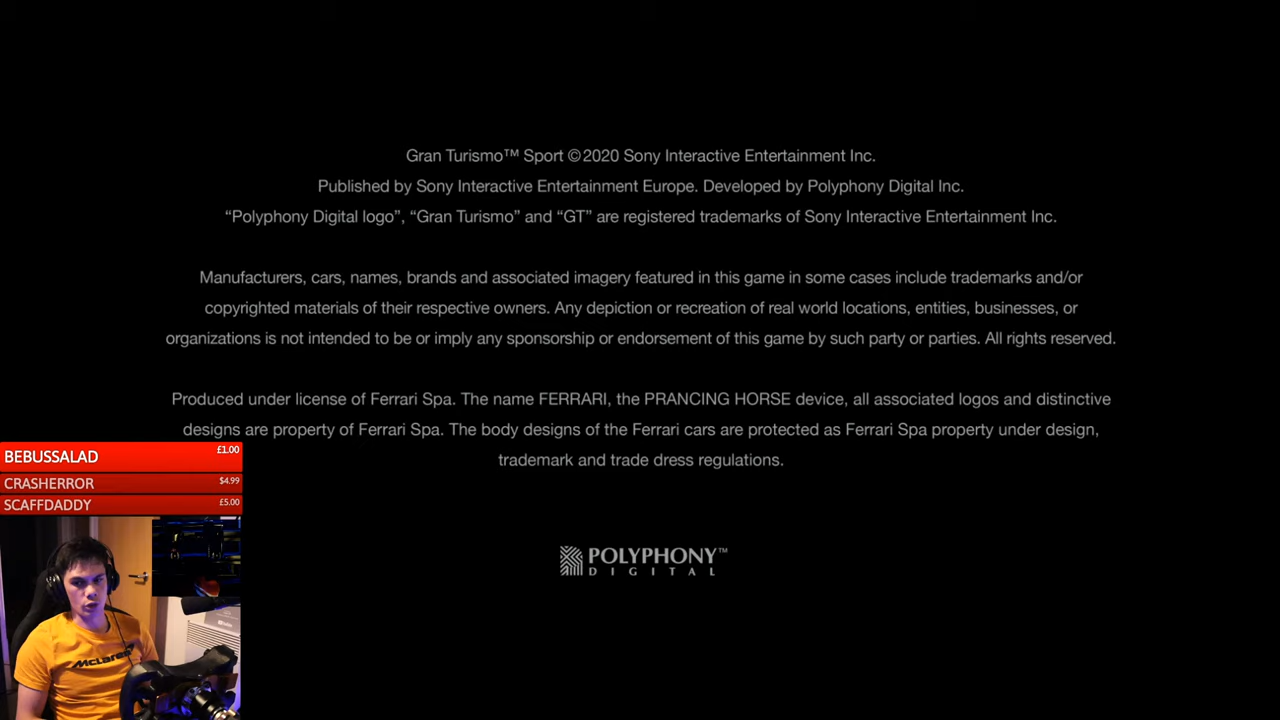 Gran Turismo™ Sport ©2020 Sony Interactive Entertainment Inc.
Published by Sony Interactive Entertainment Europe. Developed by Polyphony Digital Inc.
“Polyphony Digital logo”, “Gran Turismo” and “GT” are registered trademarks of Sony Interactive Entertainment Inc.
Manufacturers, cars, names, brands and associated imagery featured in this game in some cases include trademarks and/or
copyrighted materials of their respective owners. Any depiction or recreation of real world locations, entities, businesses, or
organizations is not intended to be or imply any sponsorship or endorsement of this game by such party or parties. All rights reserved.
Produced under license of Ferrari Spa. The name FERRARI, the PRANCING HORSE device, all associated logos and distinctive
designs are property of Ferrari Spa. The body designs of the Ferrari cars are protected as Ferrari Spa property under design,
trademark and trade dress regulations.
BEBUSSALAD £1.00
CRASHERROR $4.99
SCAFFDADDY £5.00
POLYPHONY™
DIGITAL
McLaren